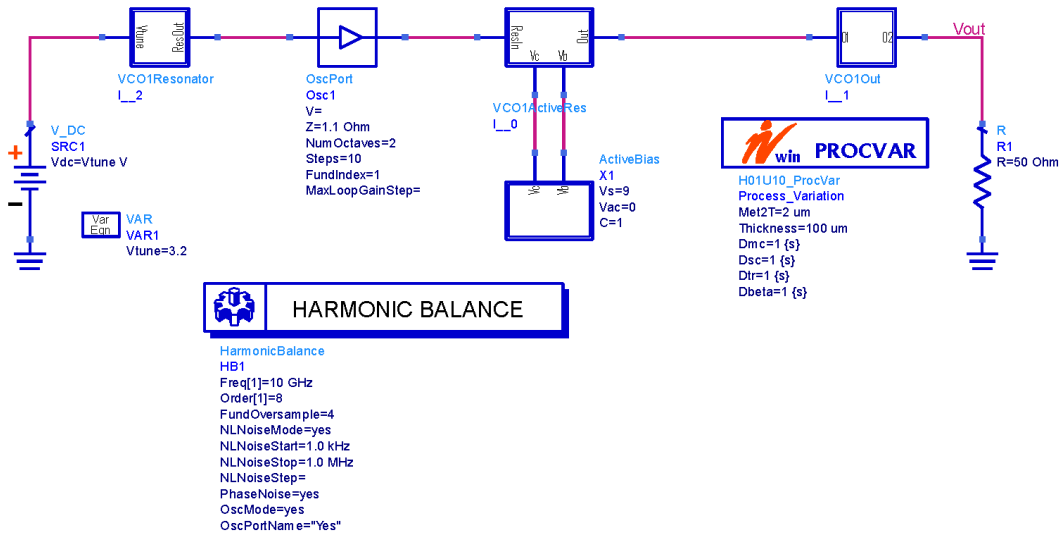 Vtune
ResOut
VCO1Resonator
I__2
OscPort
Osc1
V=
Z=1.1 Ohm
NumOctaves=2
Steps=10
FundIndex=1
MaxLoopGainStep=
ResIn
Out
Vc
Vb
VCO1ActiveRes
I__0
Vc
Vb
ActiveBias
X1
Vs=9
Vac=0
C=1
O1
O2
VCO1Out
I__1
Vout
R
R1
R=50 Ohm
V_DC
SRC1
Vdc=Vtune V
+
-
Var
Eqn
VAR
VAR1
Vtune=3.2
win PROCVAR
H01U10_ProcVar
Process_Variation
Met2T=2 um
Thickness=100 um
Dmc=1 {s}
Dsc=1 {s}
Dtr=1 {s}
Dbeta=1 {s}
HARMONIC BALANCE
HarmonicBalance
HB1
Freq[1]=10 GHz
Order[1]=8
FundOversample=4
NLNoiseMode=yes
NLNoiseStart=1.0 kHz
NLNoiseStop=1.0 MHz
NLNoiseStep=
PhaseNoise=yes
OscMode=yes
OscPortName="Yes"